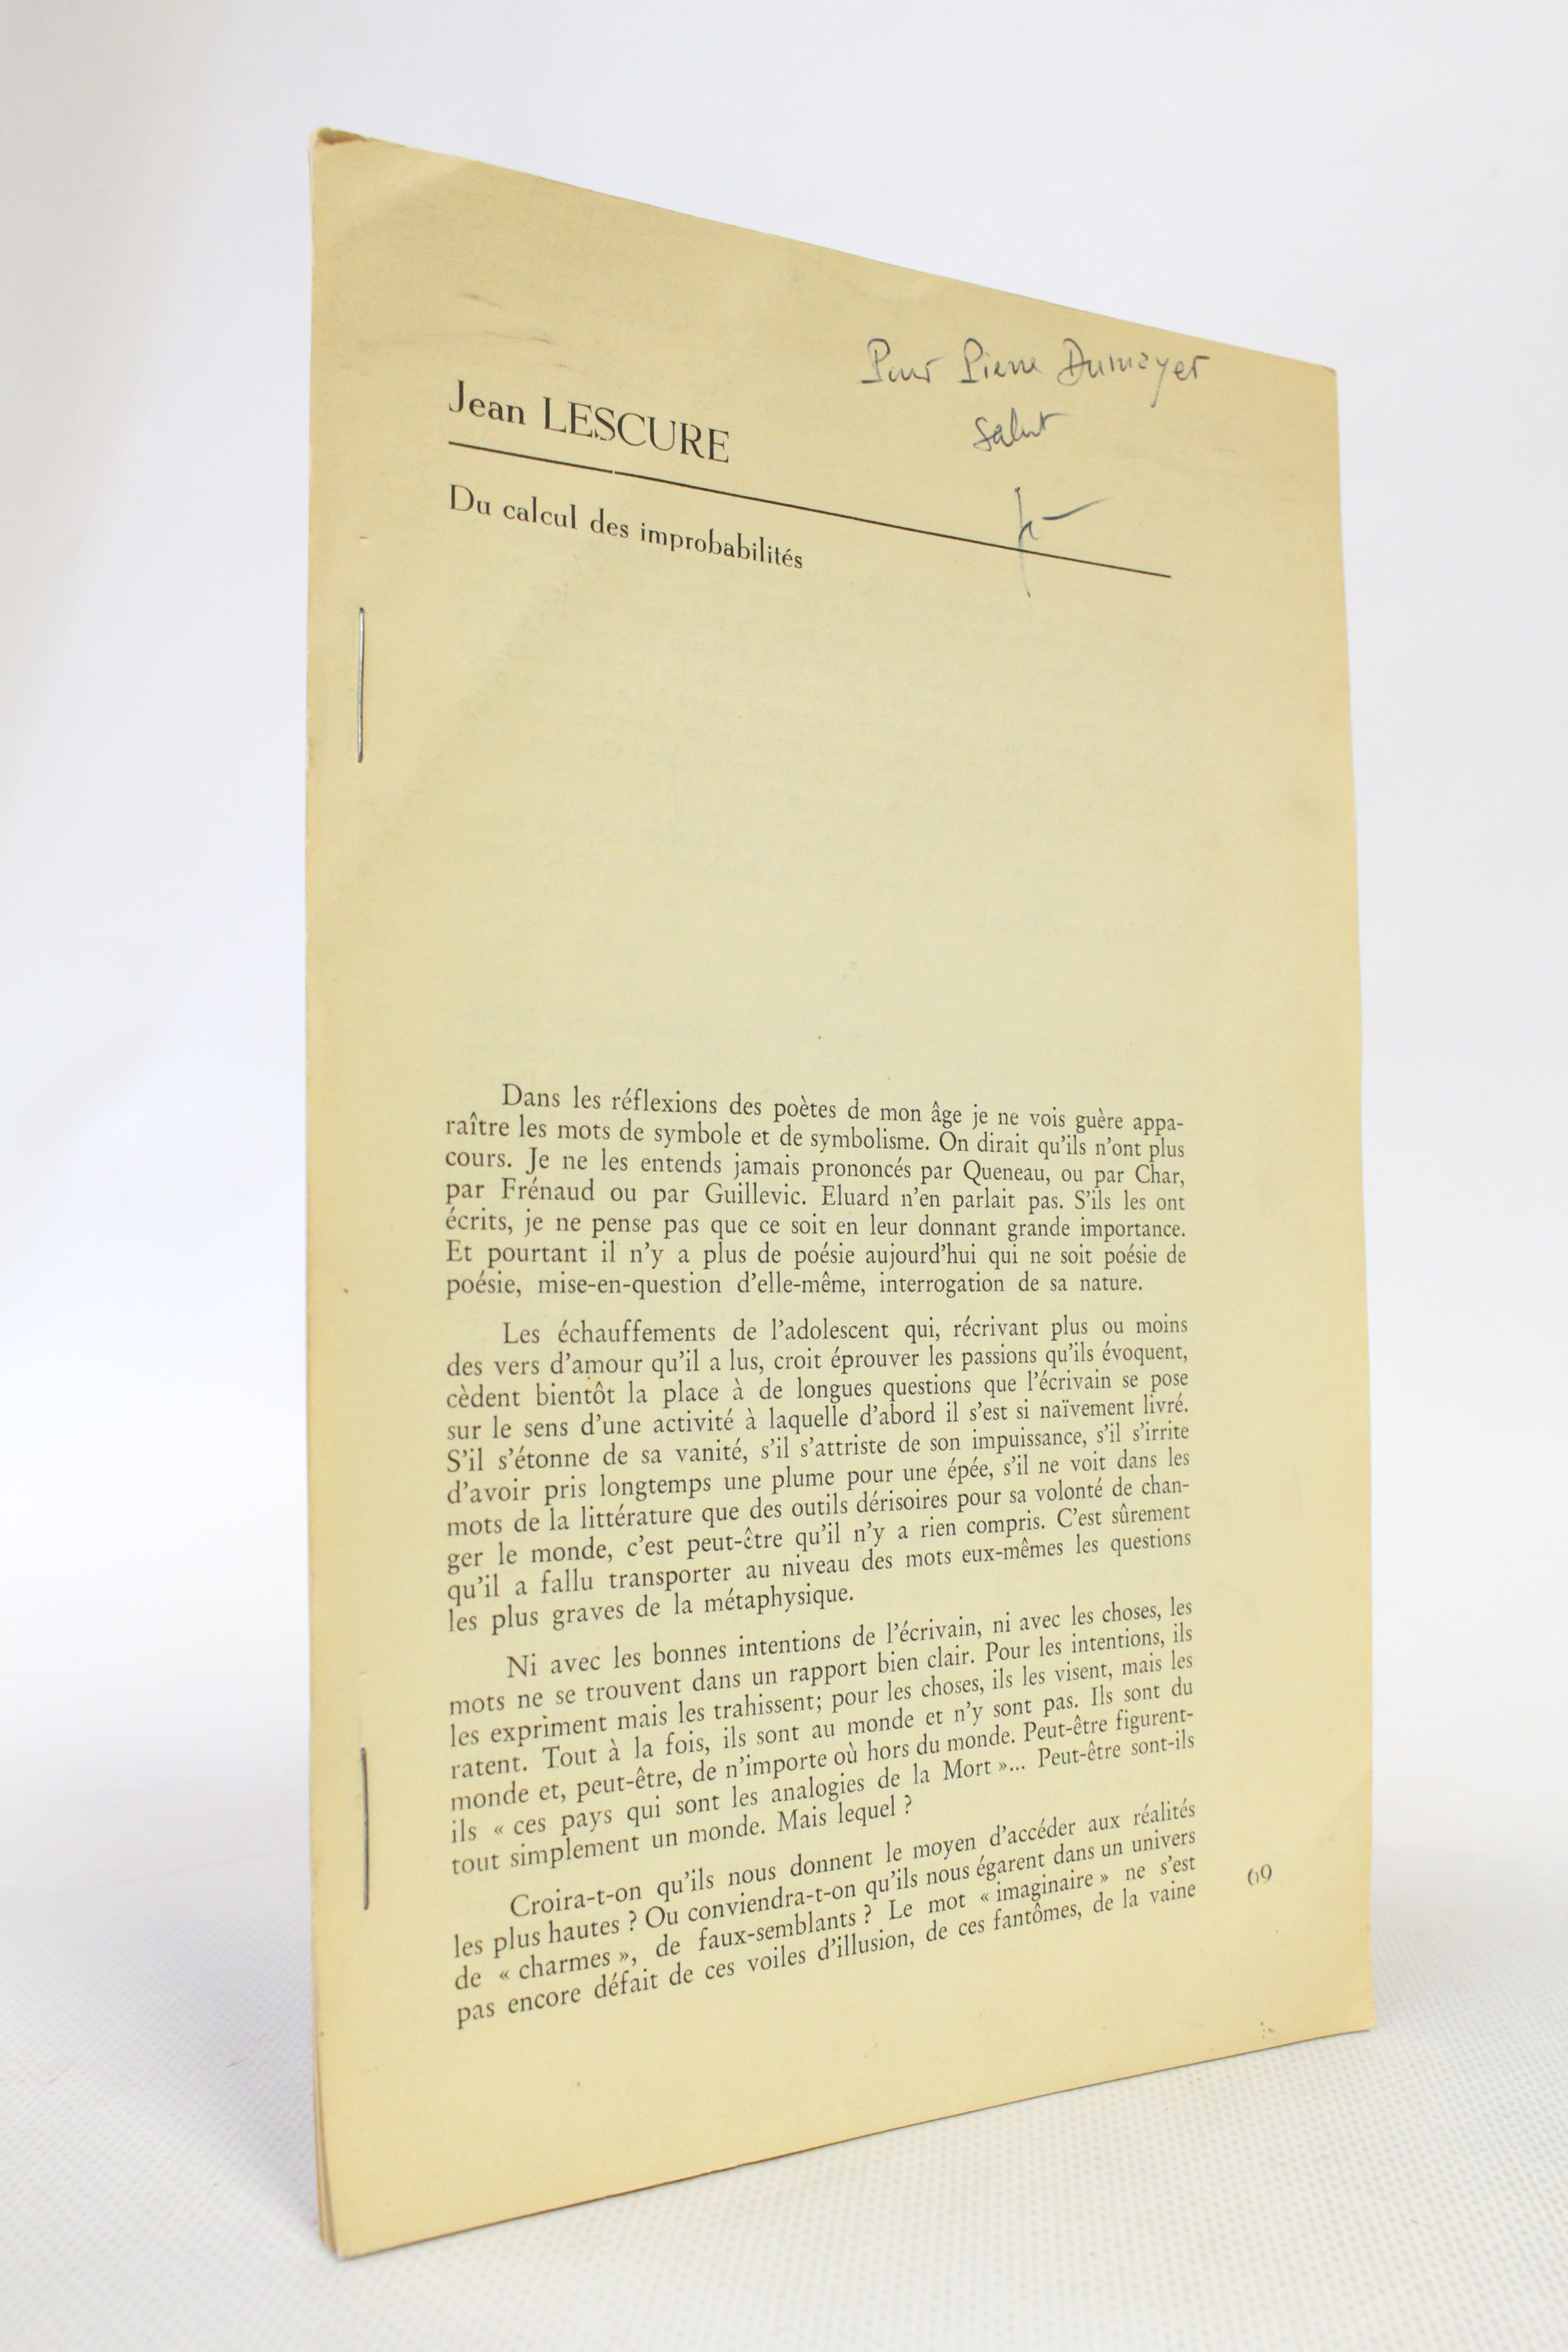 Pour Pierre Dumayet
salut
Jean LESCURE
Du calcul des improbabilités
Dans les réflexions des poètes de mon âge je ne vois guère appa-
raître les mots de symbole et de symbolisme. On dirait qu'ils n'ont plus
cours. Je ne les entends jamais prononcés par Queneau, ou par Char,
par Frénaud ou par Guillevic. Eluard n'en parlait pas. S'ils les ont
écrits, je ne pense pas que ce soit en leur donnant grande importance.
Et pourtant il n'y a plus de poésie aujourd'hui qui ne soit poésie de
poésie, mise-en-question d'elle-même, interrogation de sa nature.
Les échauffements de l'adolescent qui, récrivant plus ou moins
des vers d'amour qu'il a lus, croit éprouver les passions qu'ils évoquent,
cèdent bientôt la place à de longues questions que l'écrivain se pose
sur le sens d'une activité à laquelle d'abord il s'est si naïvement livré.
S'il s'étonne de sa vanité, s'il s'attriste de son impuissance, s'il s'irrite
d'avoir pris longtemps une plume pour une épée, s'il ne voit dans les
mots de la littérature que des outils dérisoires pour sa volonté de chan-
ger le monde, c'est peut-être qu'il n'y a rien compris. C'est sûrement
qu'il a fallu transporter au niveau des mots eux-mêmes les questions
les plus graves de la métaphysique.
Ni avec les bonnes intentions de l'écrivain, ni avec les choses, les
mots ne se trouvent dans un rapport bien clair. Pour les intentions, ils
les expriment mais les trahissent; pour les choses, ils les visent, mais les
ratent. Tout à la fois, ils sont au monde et n'y sont pas. Ils sont du
monde et, peut-être, de n'importe où hors du monde. Peut-être figurent-
ils « ces pays qui sont les analogies de la Mort »... Peut-être sont-ils
tout simplement un monde. Mais lequel ?
Croira-t-on qu'ils nous donnent le moyen d'accéder aux réalités
les plus hautes ? Ou conviendra-t-on qu'ils nous égarent dans un univers
de « charmes », de faux-semblants ? Le mot « imaginaire » ne s'est
pas encore défait de ces voiles d'illusion, de ces fantômes, de la vaine
69